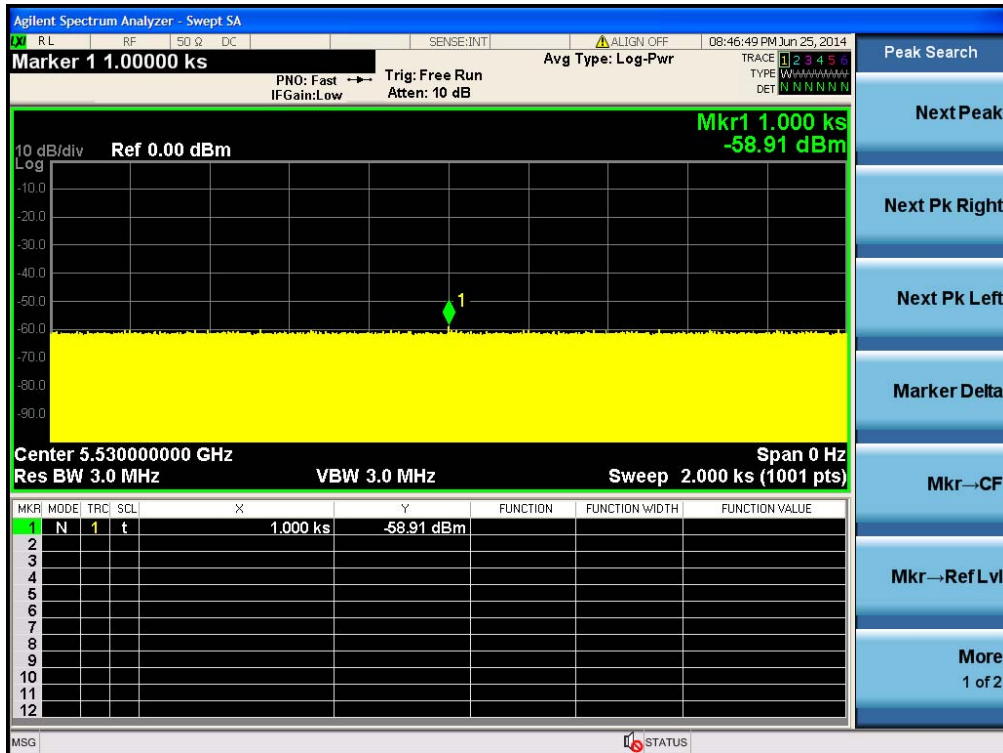 Agilent Spectrum Analyzer - Swept SA
LXI RL RF 50 Ω DC SENSE:INT ALIGN OFF 08:46:49 PM Jun 25, 2014
Marker 1 1.00000 ks
PNO: Fast
IFGain:Low
Trig: Free Run
Atten: 10 dB
Avg Type: Log-Pwr
TRACE 1 2 3 4 5 6
TYPE WWWWWWW
DET N N N N N N
Mkr1 1.000 ks
-58.91 dBm
10 dB/div Ref 0.00 dBm
Log
-10.0
-20.0
-30.0
-40.0
-50.0
-60.0
-70.0
-80.0
-90.0
1
Center 5.530000000 GHz Span 0 Hz
Res BW 3.0 MHz VBW 3.0 MHz Sweep 2.000 ks (1001 pts)
MKR MODE TRC SCL X Y FUNCTION FUNCTION WIDTH FUNCTION VALUE
1 N 1 t 1.000 ks -58.91 dBm
2
3
4
5
6
7
8
9
10
11
12
MSG STATUS
Peak Search
Next Peak
Next Pk Right
Next Pk Left
Marker Delta
Mkr→CF
Mkr→Ref Lvl
More
1 of 2